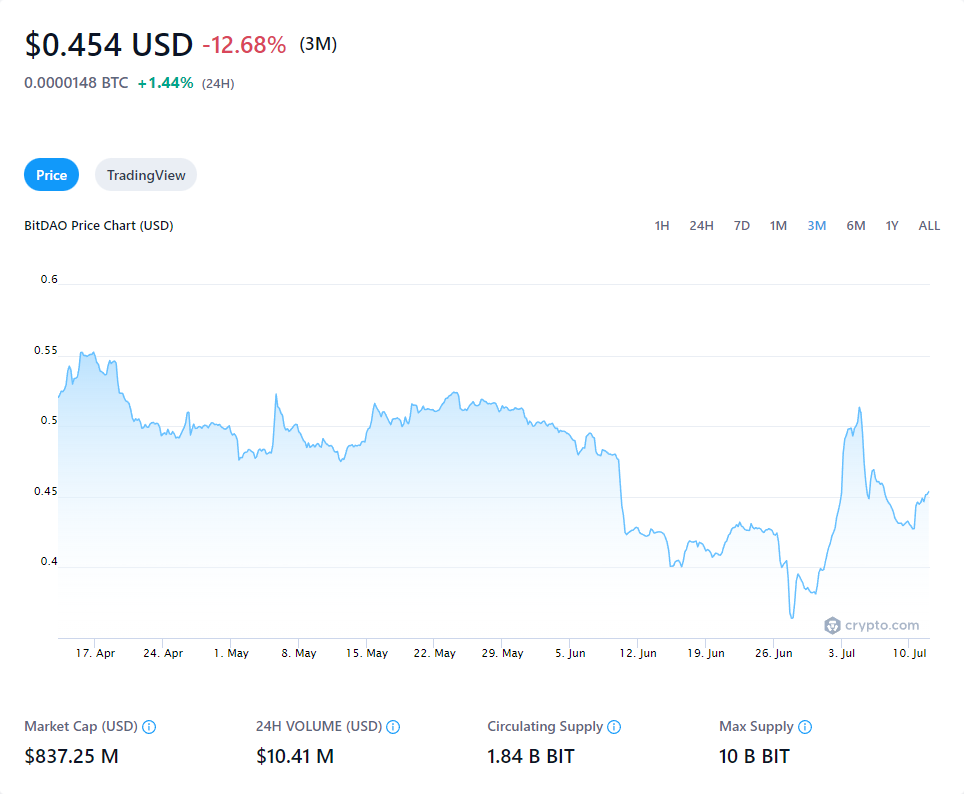 $0.454 USD -12.68% (3M)
0.0000148 BTC +1.44% (24H)
Price TradingView
BitDAO Price Chart (USD) 1H 24H 7D 1M 3M 6M 1Y ALL
0.6
0.55
0.5
0.45
0.4
crypto.com
17. Apr 24. Apr 1. May 8. May 15. May 22. May 29. May 5. Jun 12. Jun 19. Jun 26. Jun 3. Jul 10. Jul
Market Cap (USD) 24H VOLUME (USD) Circulating Supply Max Supply
$837.25 M $10.41 M 1.84 B BIT 10 B BIT